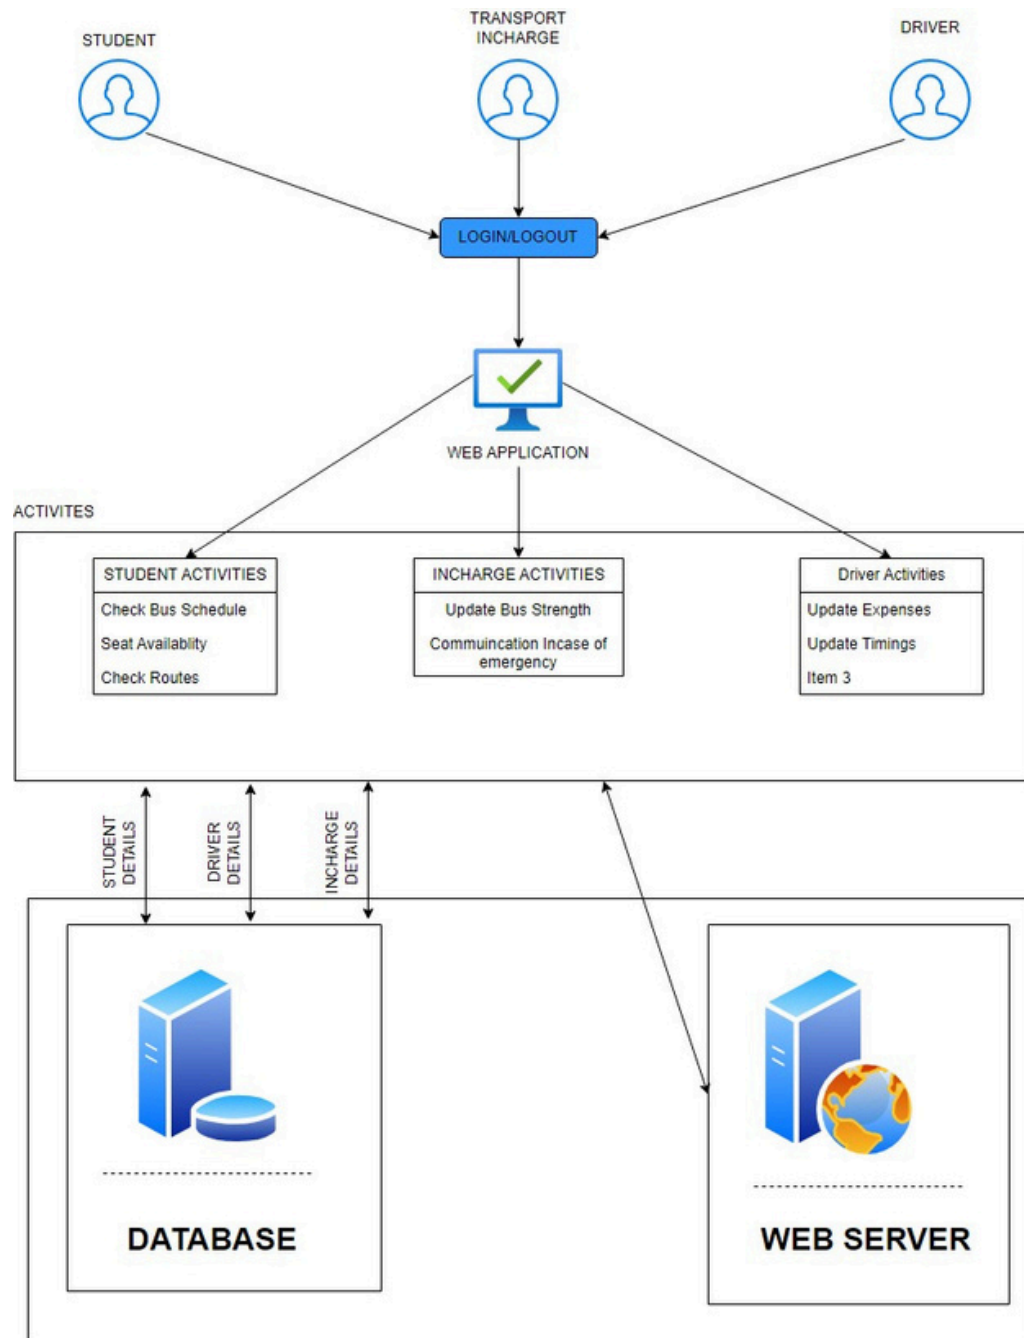 STUDENT
TRANSPORT
INCHARGE
DRIVER
LOGIN/LOGOUT
WEB APPLICATION
ACTIVITES
STUDENT ACTIVITIES
Check Bus Schedule
Seat Availablity
Check Routes
INCHARGE ACTIVITIES
Update Bus Strength
Commuincation Incase of
emergency
Driver Activities
Update Expenses
Update Timings
Item 3
STUDENT
DETAILS
DRIVER
DETAILS
INCHARGE
DETAILS
DATABASE
WEB SERVER